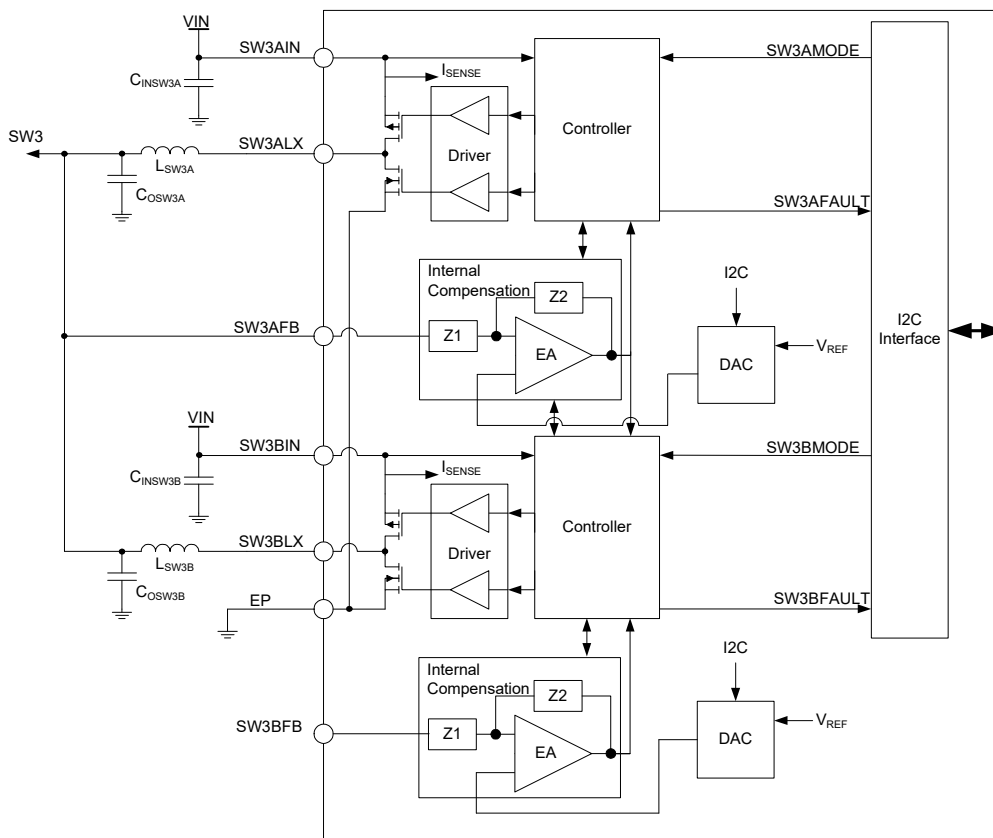 VIN
SW3AIN
SW3AMODE
CINSW3A
ISENSE
Controller
SW3
SW3ALX
LSW3A
Driver
COSW3A
SW3AFAULT
Internal
Compensation
Z2
I2C
SW3AFB
Z1
EA
DAC
VREF
I2C
Interface
VIN
SW3BIN
SW3BMODE
CINSW3B
ISENSE
Controller
SW3BLX
LSW3B
Driver
COSW3B
EP
SW3BFAULT
Internal
Compensation
Z2
I2C
SW3BFB
Z1
EA
DAC
VREF